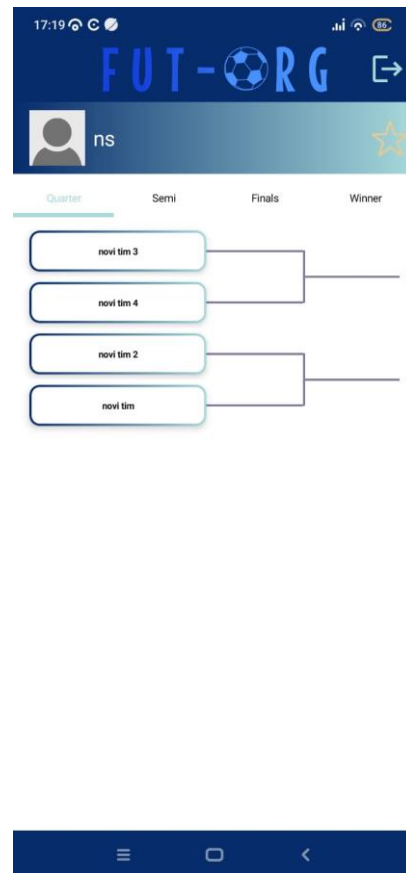 17:19 86
FUT-ORG
ns
Quarter Semi Finals Winner
novi tim 3
novi tim 4
novi tim 2
novi tim